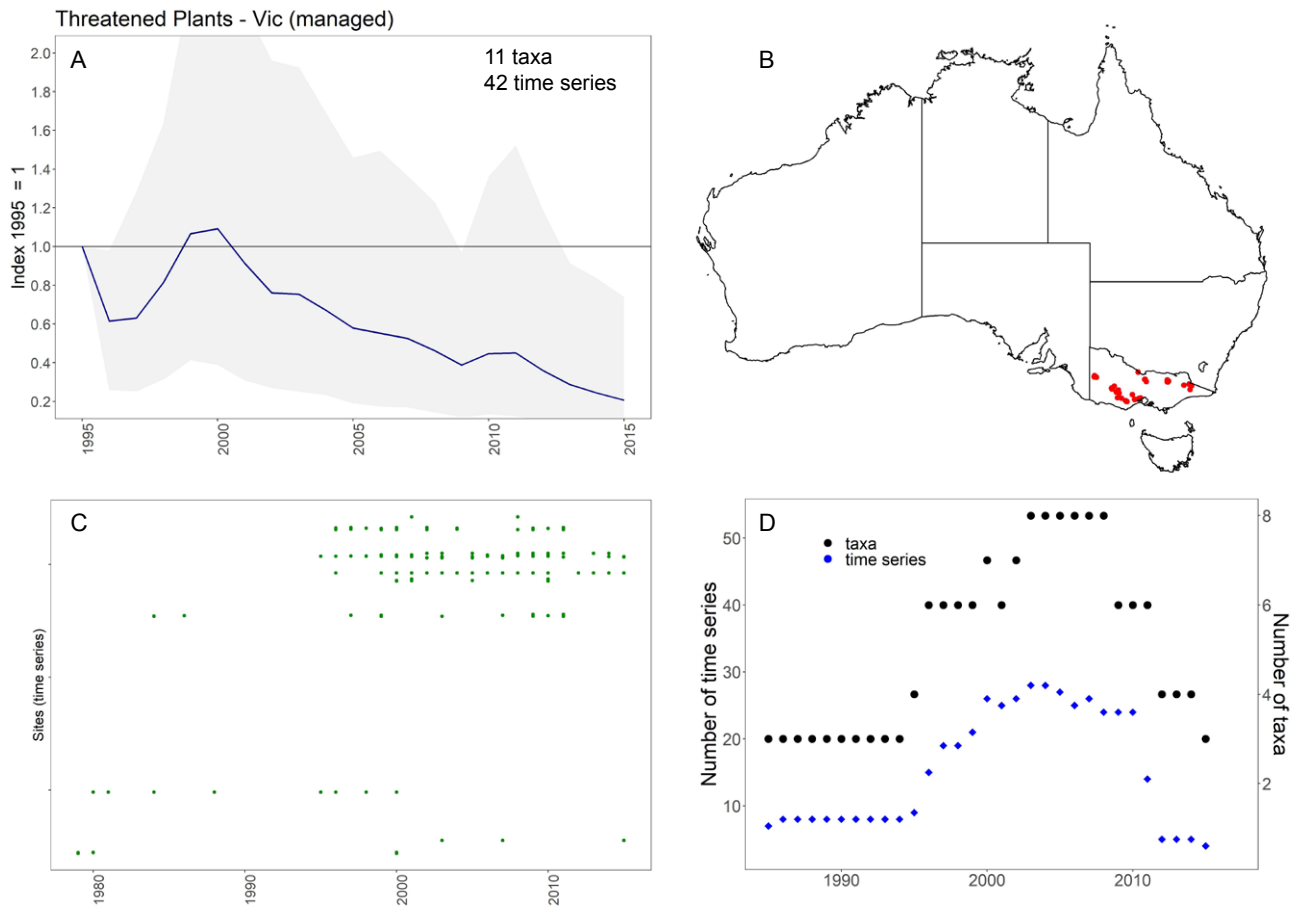 Threatened Plants - Vic (managed)
A
11 taxa
42 time series
Index 1995 = 1
2.0
1.8
1.6
1.4
1.2
1.0
0.8
0.6
0.4
0.2
1995
2000
2005
2010
2015
B
C
Sites (time series)
1980
1990
2000
2010
D
taxa
time series
Number of time series
50
40
30
20
10
1990
2000
2010
8
6
4
2
Number of taxa